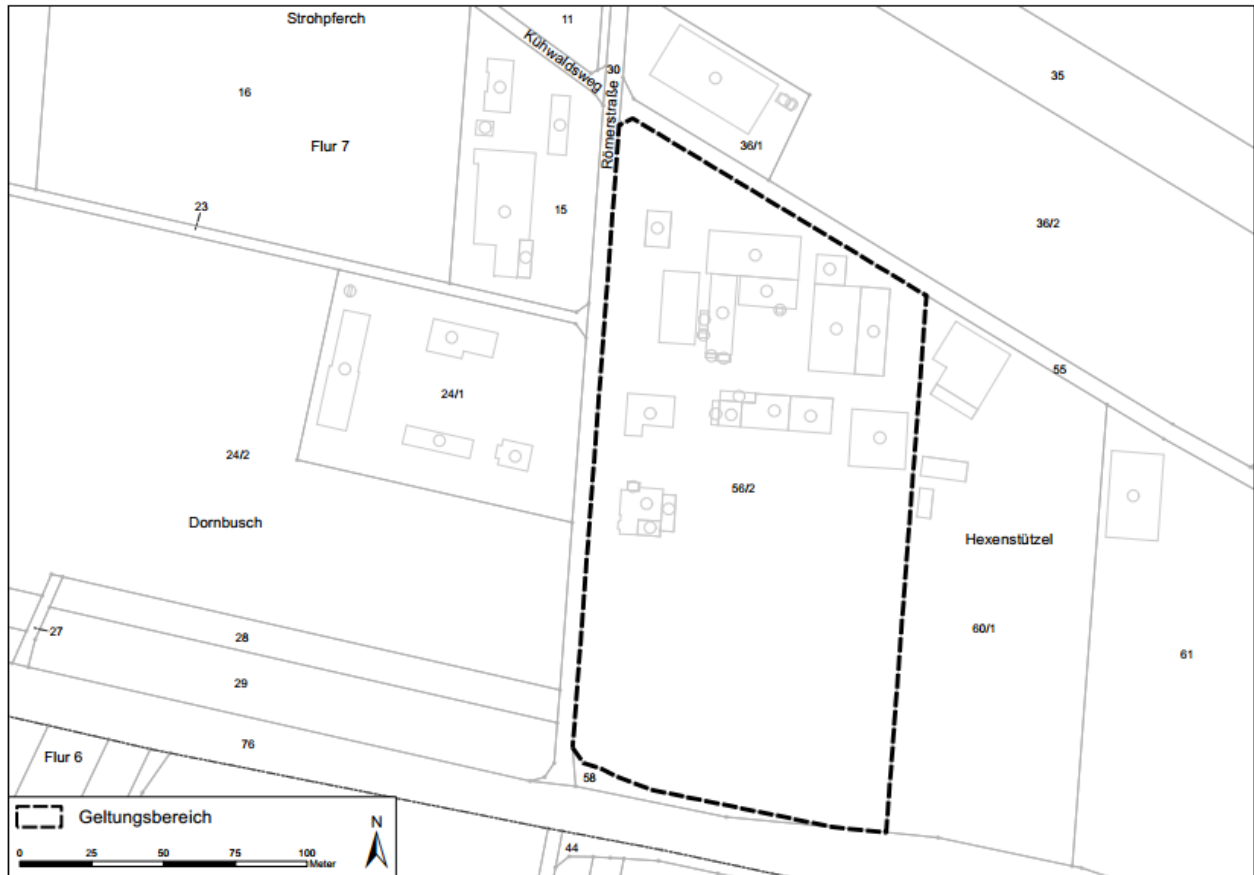 Strohpferch
11
Kühwaldsweg
30
35
16
Römerstraße
Flur 7
36/1
23
15
36/2
55
24/1
24/2
56/2
Dornbusch
Hexenstützel
27
28
60/1
61
29
76
Flur 6
58
Geltungsbereich
N
0 25 50 75 100
Meter
44